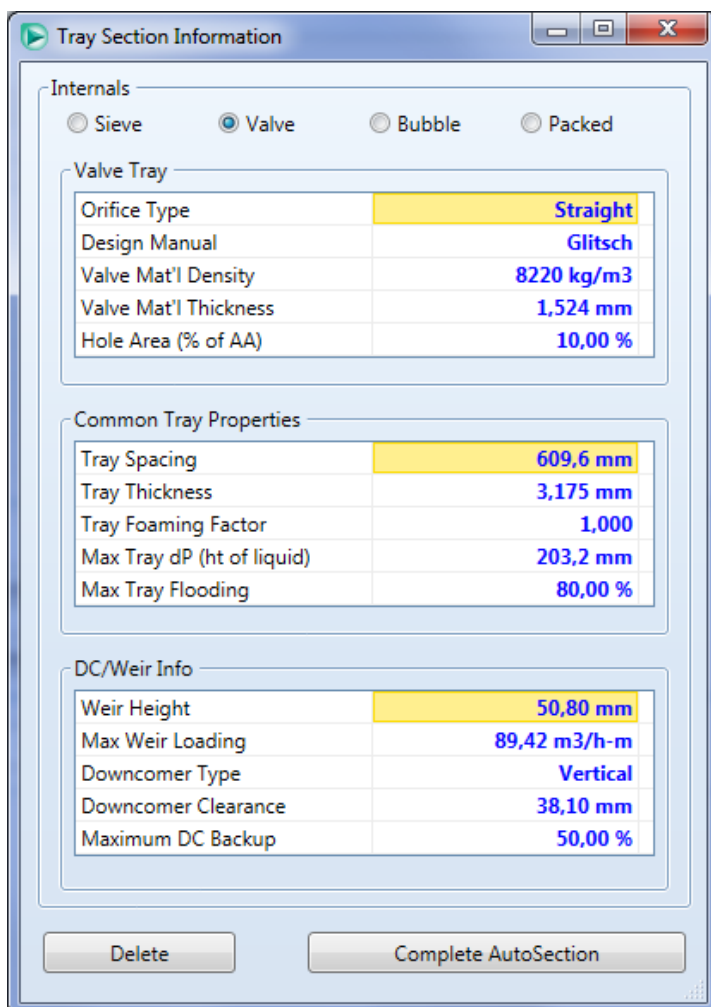 Tray Section Information
Internals
Sieve Valve Bubble Packed
Valve Tray
Orifice Type Straight
Design Manual Glitsch
Valve Mat'l Density 8220 kg/m3
Valve Mat'l Thickness 1,524 mm
Hole Area (% of AA) 10,00 %
Common Tray Properties
Tray Spacing 609,6 mm
Tray Thickness 3,175 mm
Tray Foaming Factor 1,000
Max Tray dP (ht of liquid) 203,2 mm
Max Tray Flooding 80,00 %
DC/Weir Info
Weir Height 50,80 mm
Max Weir Loading 89,42 m3/h-m
Downcomer Type Vertical
Downcomer Clearance 38,10 mm
Maximum DC Backup 50,00 %
Delete Complete AutoSection